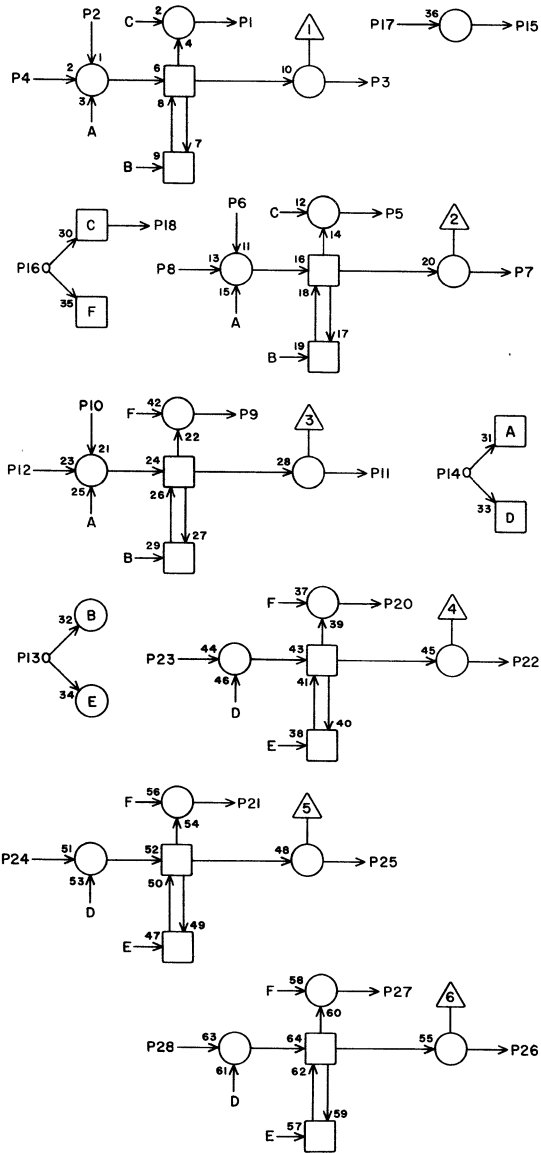 P2 C 2 P1 1 P17 36 P15
4
P4 2 1 6 10 P3
3 8
A 7
B 9
P6 C 12 P5 2
C P18 14
30
P16 P8 13 11 16 20 P7
35 15 18
F A 17
B 19
P10 F 42 P9 3
21 22 31 A
P12 23 24 28 P11 P14
25 26
A 27 33 D
B 29
32 B F 37 P20 4
39
P13 P23 44 43 45 P22
46 41
34 E D 40
E 38
F 56 P21 5
54
P24 51 52 48 P25
53 50
D 49
E 47
F 58 P27 6
60
P28 63 64 55 P26
61 62
D 59
E 57